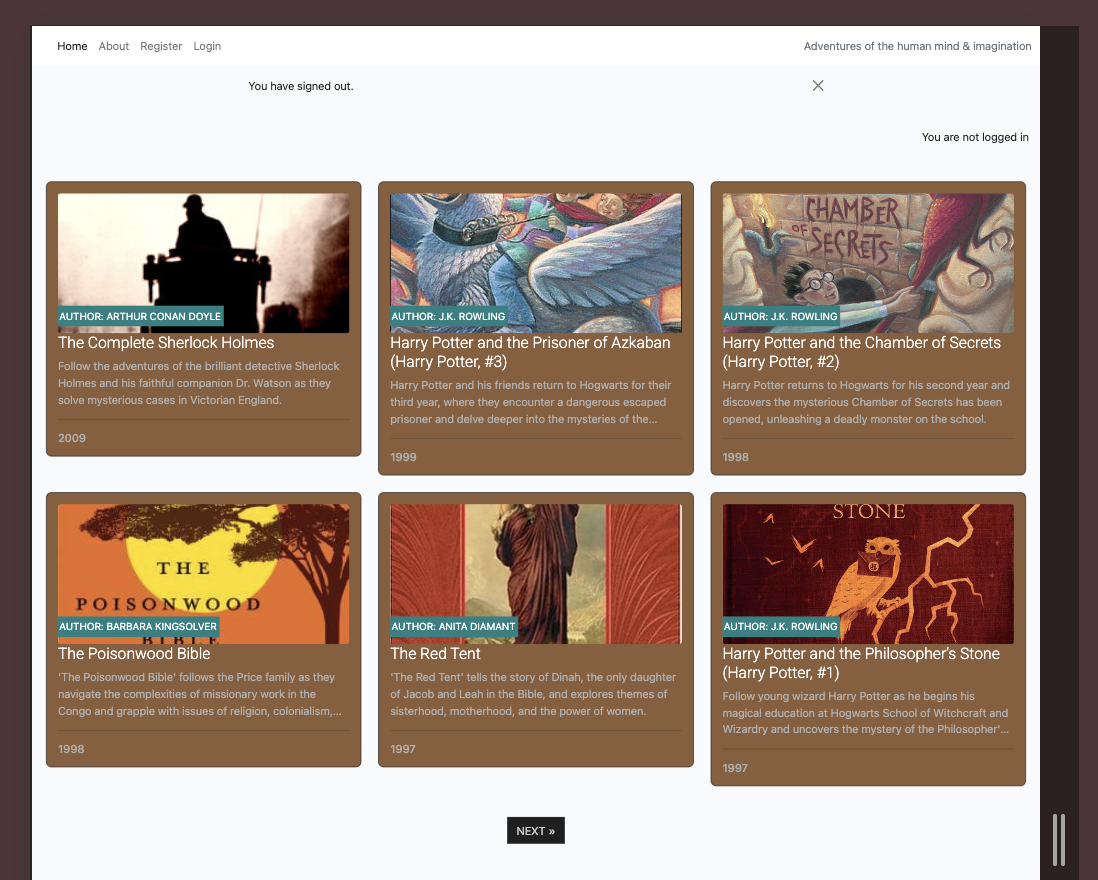 Home About Register Login
Adventures of the human mind & imagination
You have signed out.
You are not logged in
AUTHOR: ARTHUR CONAN DOYLE
The Complete Sherlock Holmes
Follow the adventures of the brilliant detective Sherlock
Holmes and his faithful companion Dr. Watson as they
solve mysterious cases in Victorian England.
2009
AUTHOR: J.K. ROWLING
Harry Potter and the Prisoner of Azkaban
(Harry Potter, #3)
Harry Potter and his friends return to Hogwarts for their
third year, where they encounter a dangerous escaped
prisoner and delve deeper into the mysteries of the...
1999
CHAMBER
OF
SECRETS
AUTHOR: J.K. ROWLING
Harry Potter and the Chamber of Secrets
(Harry Potter, #2)
Harry Potter returns to Hogwarts for his second year and
discovers the mysterious Chamber of Secrets has been
opened, unleashing a deadly monster on the school.
1998
THE
POISONWOOD
BIBLE
AUTHOR: BARBARA KINGSOLVER
The Poisonwood Bible
'The Poisonwood Bible' follows the Price family as they
navigate the complexities of missionary work in the
Congo and grapple with issues of religion, colonialism,...
1998
AUTHOR: ANITA DIAMANT
The Red Tent
'The Red Tent' tells the story of Dinah, the only daughter
of Jacob and Leah in the Bible, and explores themes of
sisterhood, motherhood, and the power of women.
1997
STONE
AUTHOR: J.K. ROWLING
Harry Potter and the Philosopher's Stone
(Harry Potter, #1)
Follow young wizard Harry Potter as he begins his
magical education at Hogwarts School of Witchcraft and
Wizardry and uncovers the mystery of the Philosopher'...
1997
NEXT »